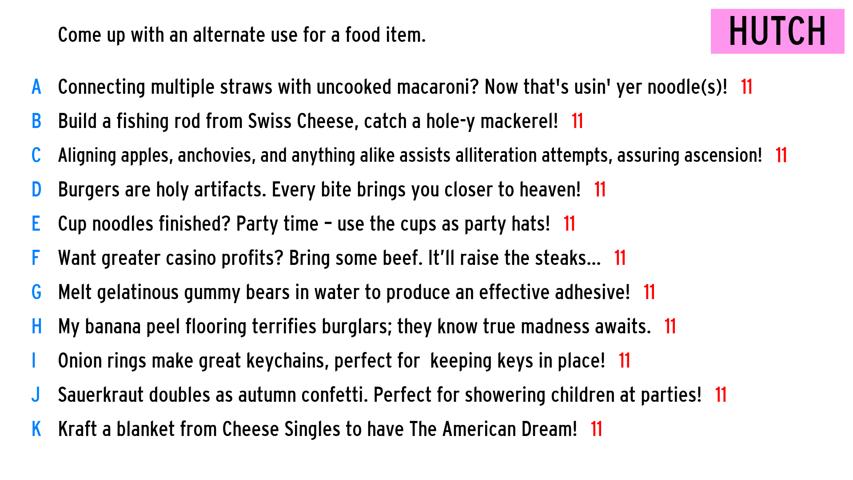 Come up with an alternate use for a food item.
HUTCH
A Connecting multiple straws with uncooked macaroni? Now that's usin' yer noodle(s)! 11
B Build a fishing rod from Swiss Cheese, catch a hole-y mackerel! 11
C Aligning apples, anchovies, and anything alike assists alliteration attempts, assuring ascension! 11
D Burgers are holy artifacts. Every bite brings you closer to heaven! 11
E Cup noodles finished? Party time – use the cups as party hats! 11
F Want greater casino profits? Bring some beef. It’ll raise the steaks... 11
G Melt gelatinous gummy bears in water to produce an effective adhesive! 11
H My banana peel flooring terrifies burglars; they know true madness awaits. 11
I Onion rings make great keychains, perfect for  keeping keys in place! 11
J Sauerkraut doubles as autumn confetti. Perfect for showering children at parties! 11
K Kraft a blanket from Cheese Singles to have The American Dream! 11